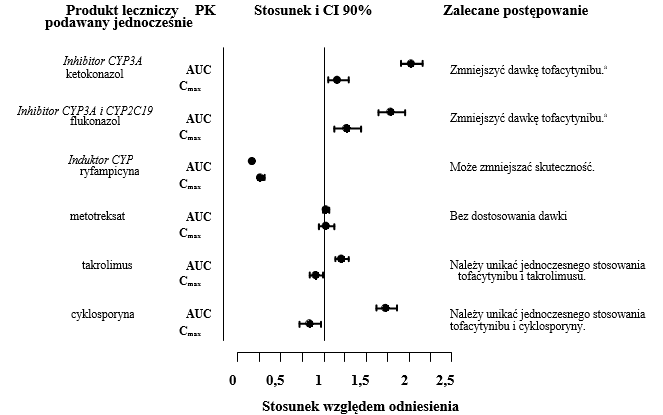 Produkt leczniczy PK Stosunek i CI 90% Zalecane postępowanie
podawany jednocześnie
Inhibitor CYP3A
ketokonazol AUC Zmniejszyć dawkę tofacytynibu.ª
Cmax
Inhibitor CYP3A i CYP2C19
flukonazol AUC Zmniejszyć dawkę tofacytynibu.ª
Cmax
Induktor CYP
ryfampicyna AUC Może zmniejszać skuteczność.
Cmax
metotreksat AUC Bez dostosowania dawki
Cmax
takrolimus AUC Należy unikać jednoczesnego stosowania
Cmax tofacytynibu i takrolimusu.
cyklosporyna AUC Należy unikać jednoczesnego stosowania
Cmax tofacytynibu i cyklosporyny.
0 0,5 1 1,5 2 2,5
Stosunek względem odniesienia